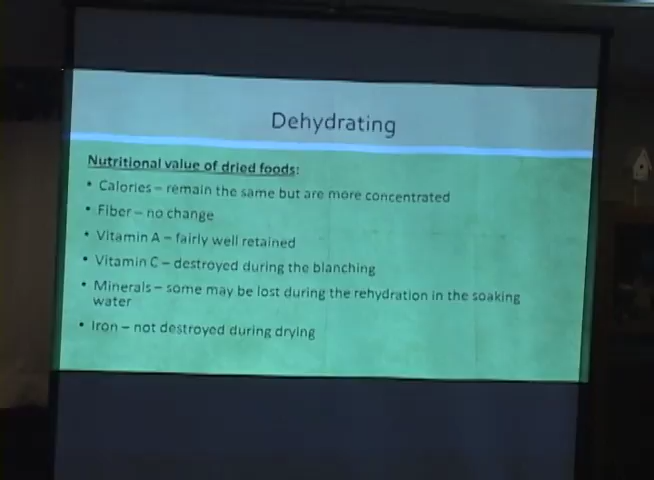 Dehydrating
Nutritional value of dried foods:
• Calories – remain the same but are more concentrated
• Fiber – no change
• Vitamin A – fairly well retained
• Vitamin C – destroyed during the blanching
• Minerals – some may be lost during the rehydration in the soaking
water
• Iron – not destroyed during drying